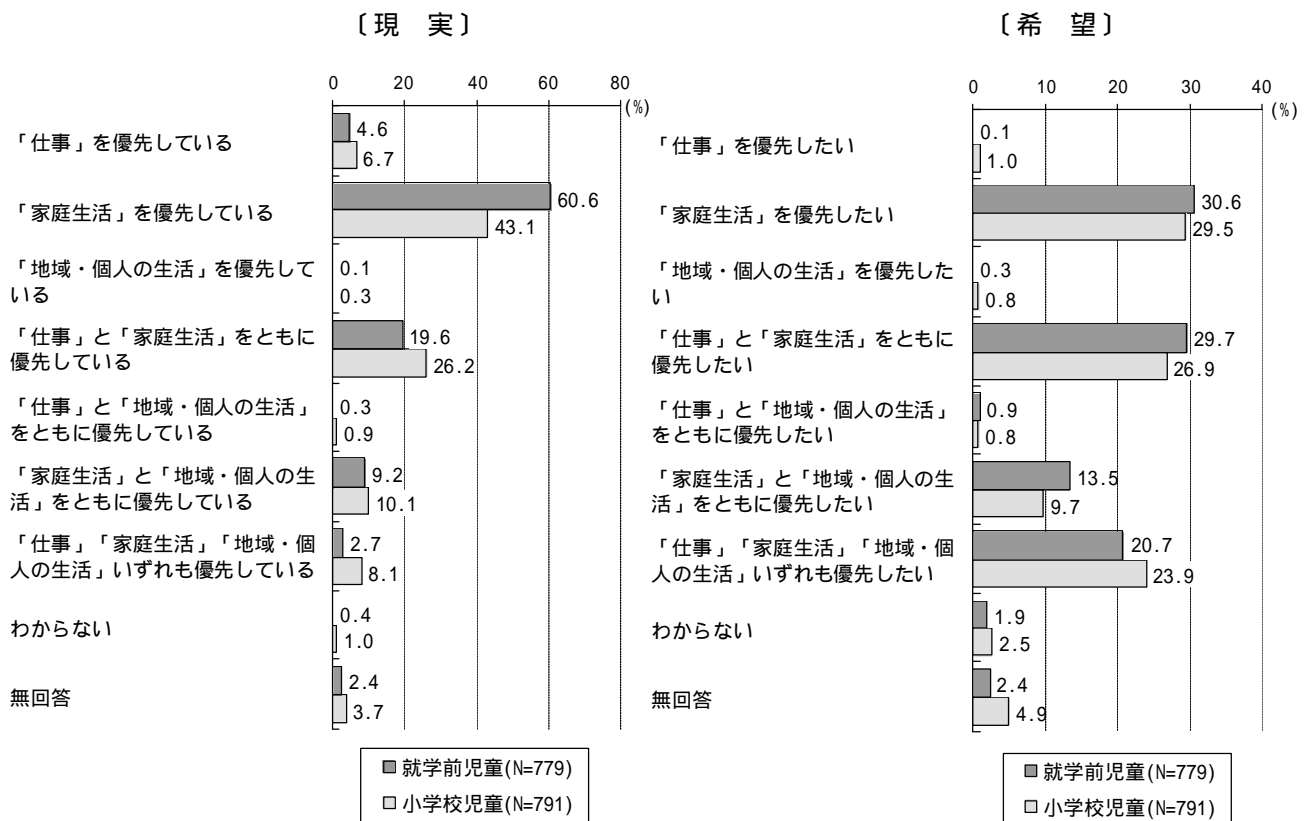 〔現 実〕
0 20 40 60 80
(%)
「仕事」を優先している
4.6
6.7
「家庭生活」を優先している
60.6
43.1
「地域・個人の生活」を優先して
いる
0.1
0.3
「仕事」と「家庭生活」をともに
優先している
19.6
26.2
「仕事」と「地域・個人の生活」
をともに優先している
0.3
0.9
「家庭生活」と「地域・個人の生
活」をともに優先している
9.2
10.1
「仕事」「家庭生活」「地域・個
人の生活」いずれも優先している
2.7
8.1
わからない
0.4
1.0
無回答
2.4
3.7
就学前児童(N=779)
小学校児童(N=791)
〔希 望〕
0 10 20 30 40
(%)
「仕事」を優先したい
0.1
1.0
「家庭生活」を優先したい
30.6
29.5
「地域・個人の生活」を優先した
い
0.3
0.8
「仕事」と「家庭生活」をともに
優先したい
29.7
26.9
「仕事」と「地域・個人の生活」
をともに優先したい
0.9
0.8
「家庭生活」と「地域・個人の生
活」をともに優先したい
13.5
9.7
「仕事」「家庭生活」「地域・個
人の生活」いずれも優先したい
20.7
23.9
わからない
1.9
2.5
無回答
2.4
4.9
就学前児童(N=779)
小学校児童(N=791)